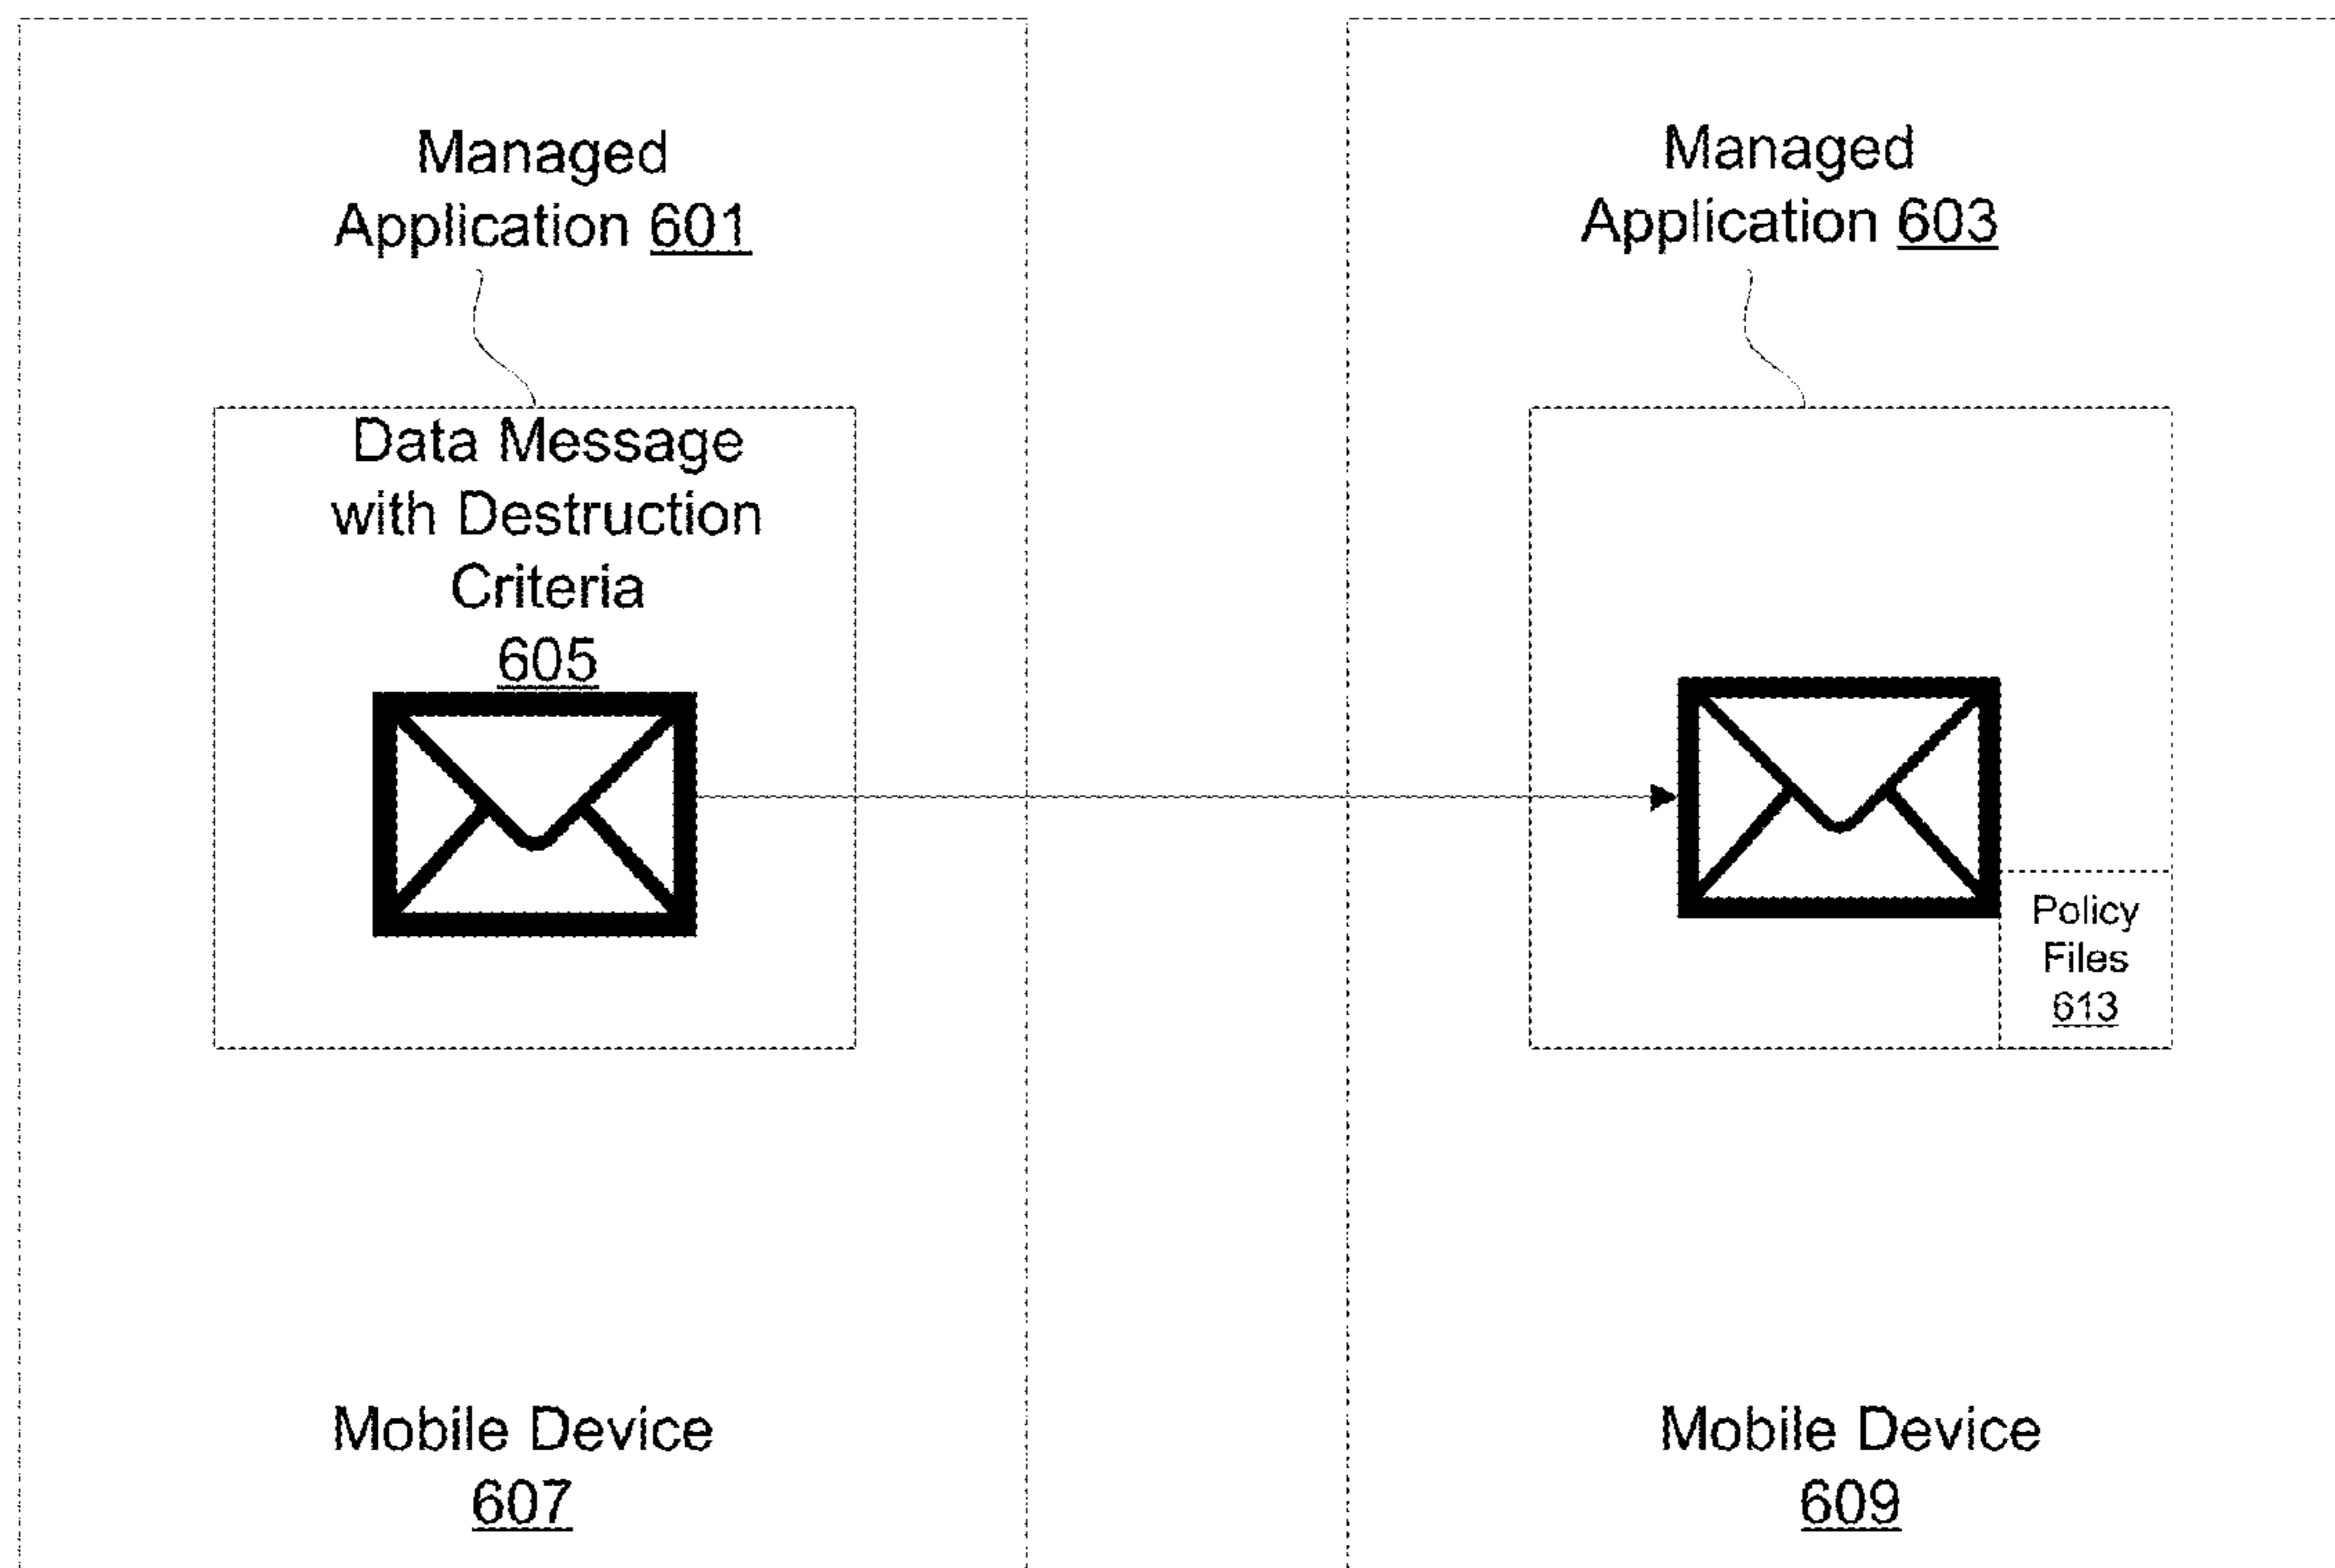 Managed
Application 601
Data Message
with Destruction
Criteria
605
Mobile Device
607
Managed
Application 603
Policy
Files
613
Mobile Device
609